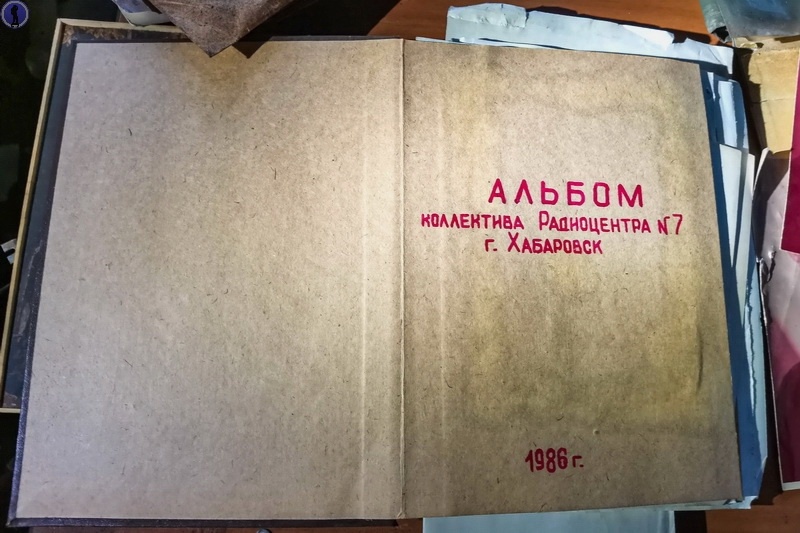 АЛЬБОМ
КОЛЛЕКТИВА РАДИОЦЕНТРА №7
г. ХАБАРОВСК
1986 г.